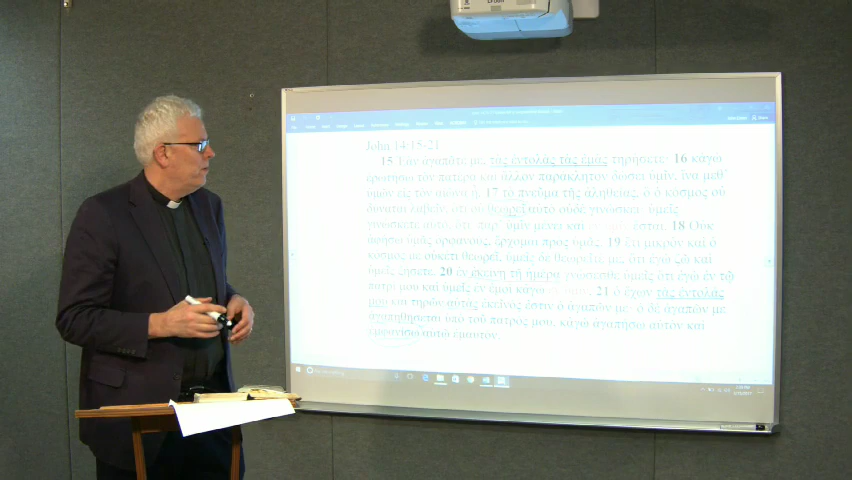 John 14:15-21
15 Ἐὰν ἀγαπᾶτέ με, τὰς ἐντολὰς τὰς ἐμὰς τηρήσετε· 16 κἀγὼ
ἐρωτήσω τὸν πατέρα καὶ ἄλλον παράκλητον δώσει ὑμῖν, ἵνα μεθ’
ὑμῶν εἰς τὸν αἰῶνα ᾖ, 17 τὸ πνεῦμα τῆς ἀληθείας, ὃ ὁ κόσμος οὐ
δύναται λαβεῖν, ὅτι οὐ θεωρεῖ αὐτὸ οὐδὲ γινώσκει· ὑμεῖς
γινώσκετε αὐτό, ὅτι παρ’ ὑμῖν μένει καὶ ἔσται. 18 Οὐκ
ἀφήσω ὑμᾶς ὀρφανούς, ἔρχομαι πρὸς ὑμᾶς. 19 ἔτι μικρὸν καὶ ὁ
κόσμος με οὐκέτι θεωρεῖ, ὑμεῖς δὲ θεωρεῖτέ με, ὅτι ἐγὼ ζῶ καὶ
ὑμεῖς ζήσετε. 20 ἐν ἐκείνῃ τῇ ἡμέρᾳ γνώσεσθε ὑμεῖς ὅτι ἐγὼ ἐν τῷ
πατρί μου καὶ ὑμεῖς ἐν ἐμοὶ κἀγὼ 21 ὁ ἔχων τὰς ἐντολάς
μου καὶ τηρῶν αὐτὰς ἐκεῖνός ἐστιν ὁ ἀγαπῶν με· ὁ δὲ ἀγαπῶν με
ἀγαπηθήσεται ὑπὸ τοῦ πατρός μου, κἀγὼ ἀγαπήσω αὐτὸν καὶ
ἐμφανίσω αὐτῷ ἐμαυτόν.